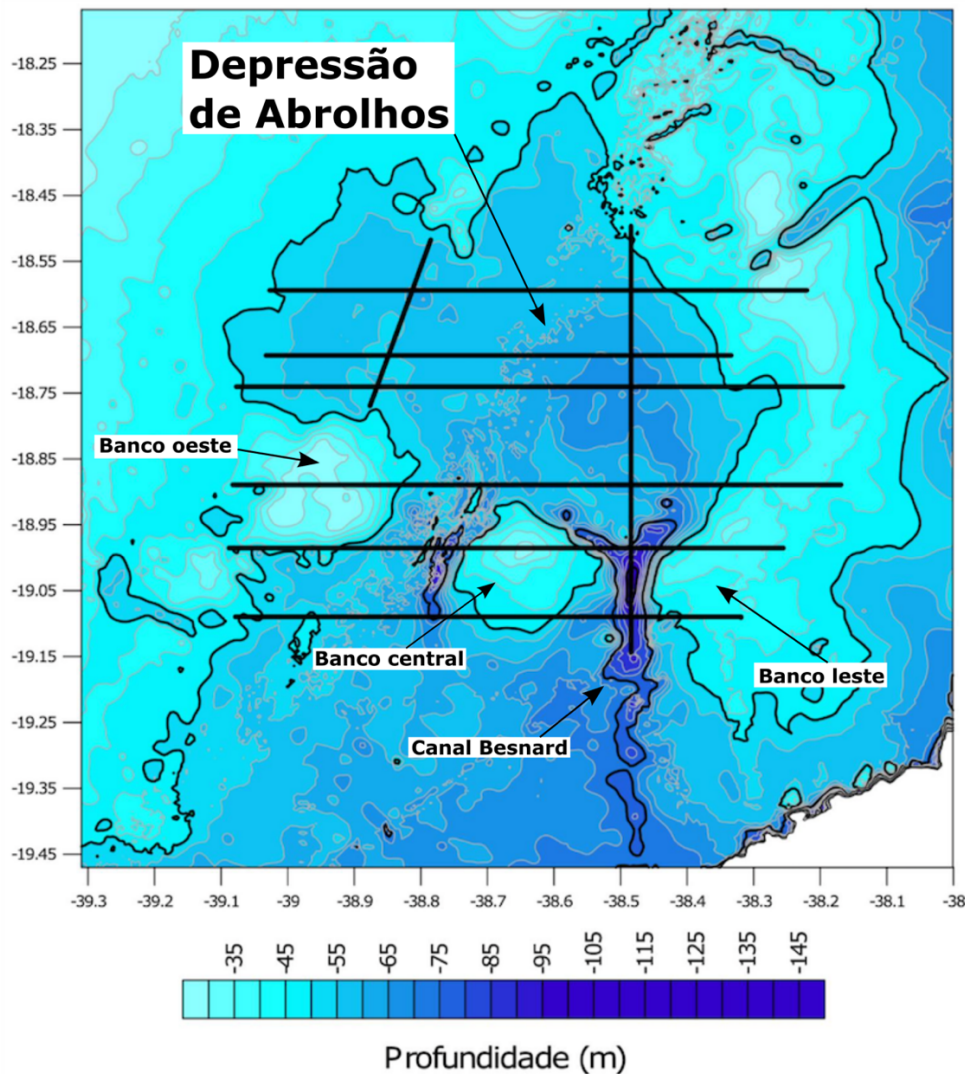 Depressão
de Abrolhos
-18.25
-18.35
-18.45
-18.55
-18.65
-18.75
-18.85
-18.95
-19.05
-19.15
-19.25
-19.35
-19.45
Banco oeste
Banco central
Banco leste
Canal Besnard
-39.3 -39.2 -39.1 -39 -38.9 -38.8 -38.7 -38.6 -38.5 -38.4 -38.3 -38.2 -38.1 -38
-35 -45 -55 -65 -75 -85 -95 -105 -115 -125 -135 -145
Profundidade (m)